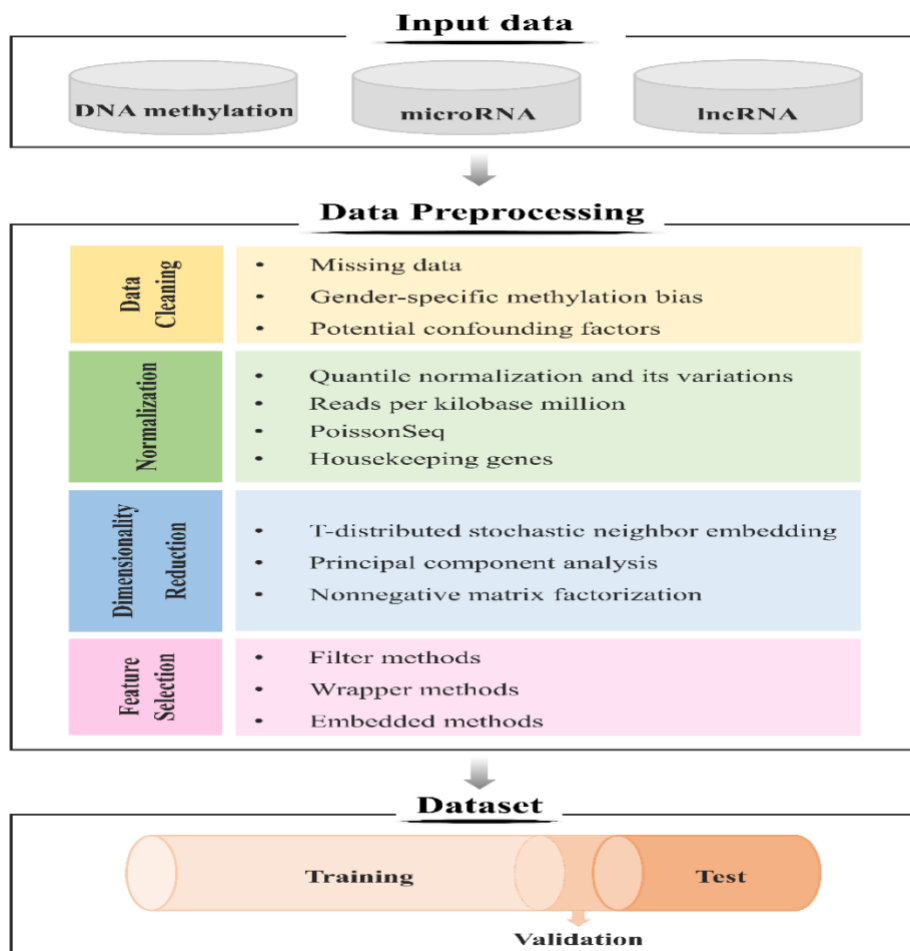 Input data
DNA methylation
microRNA
lncRNA
Data Preprocessing
Data
Cleaning
• Missing data
• Gender-specific methylation bias
• Potential confounding factors
Normalization
• Quantile normalization and its variations
• Reads per kilobase million
• PoissonSeq
• Housekeeping genes
Dimensionality
Reduction
• T-distributed stochastic neighbor embedding
• Principal component analysis
• Nonnegative matrix factorization
Feature
Selection
• Filter methods
• Wrapper methods
• Embedded methods
Dataset
Training
Test
Validation